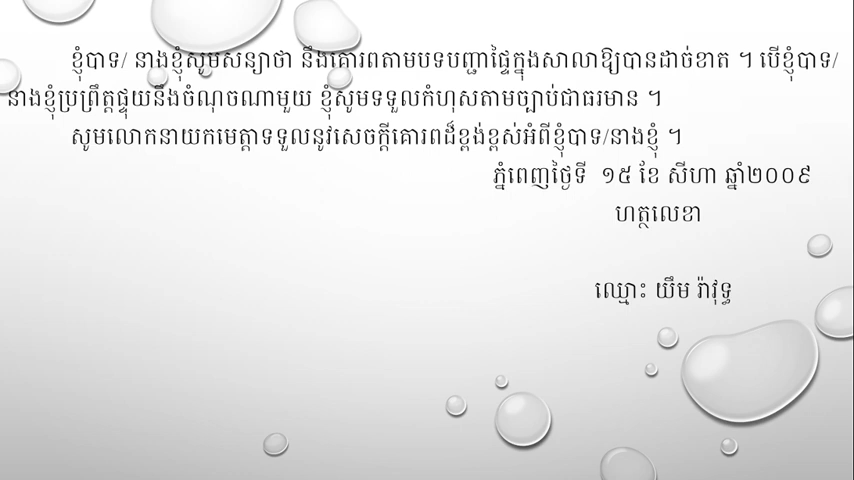 ខ្ញុំបាទ/ នាងខ្ញុំសូមសន្យាថា នឹងគោរពតាមបទបញ្ជាផ្ទៃក្នុងសាលាឱ្យបានដាច់ខាត ។ បើខ្ញុំបាទ/
នាងខ្ញុំប្រព្រឹត្តផ្ទុយនឹងចំណុចណាមួយ ខ្ញុំសូមទទួលកំហុសតាមច្បាប់ជាធរមាន ។
សូមលោកនាយកមេត្តាទទួលនូវសេចក្តីគោរពដ៏ខ្ពង់ខ្ពស់អំពីខ្ញុំបាទ/នាងខ្ញុំ ។
ភ្នំពេញថ្ងៃទី ១៥ ខែ សីហា ឆ្នាំ២០០៩
ហត្ថលេខា
ឈ្មោះ យឹម រ៉ាវុទ្ធ